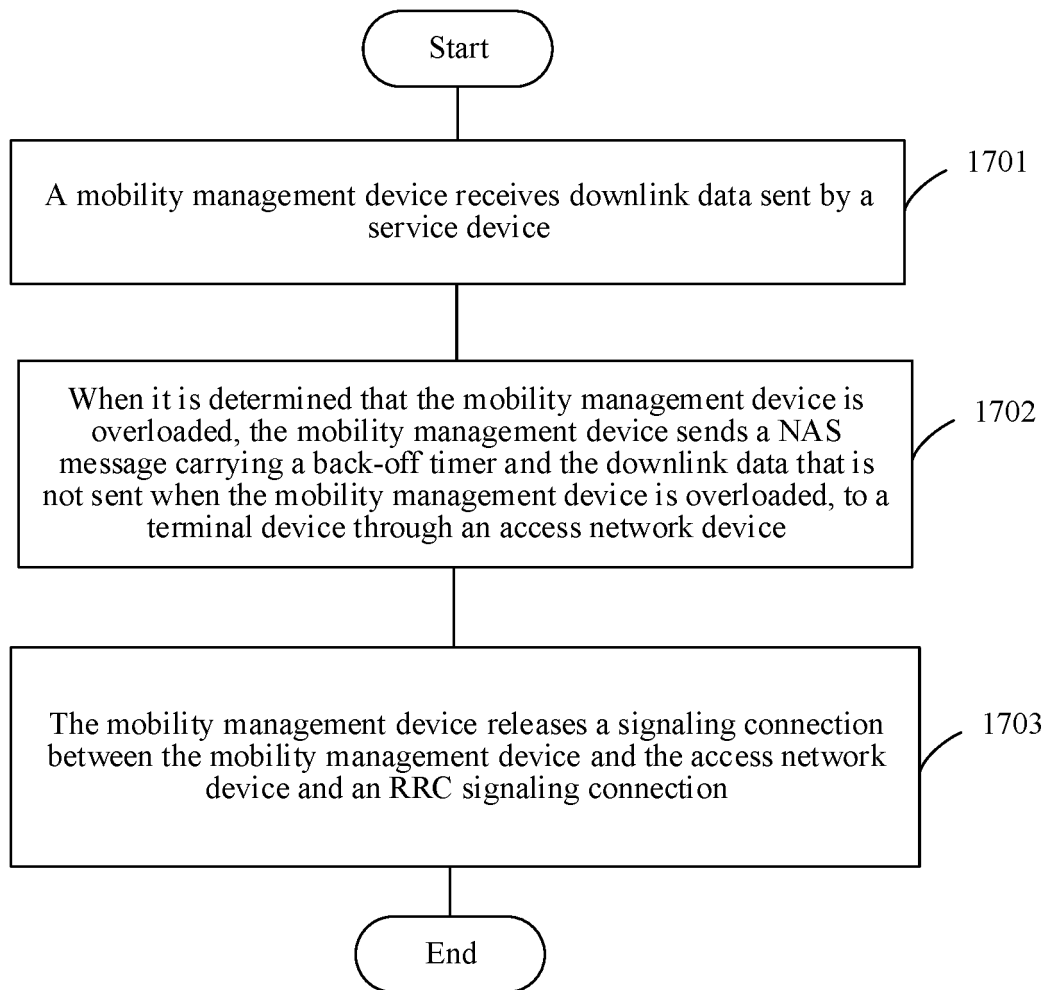 Start
1701
A mobility management device receives downlink data sent by a
service device
1702
When it is determined that the mobility management device is
overloaded, the mobility management device sends a NAS
message carrying a back-off timer and the downlink data that is
not sent when the mobility management device is overloaded, to a
terminal device through an access network device
1703
The mobility management device releases a signaling connection
between the mobility management device and the access network
device and an RRC signaling connection
End